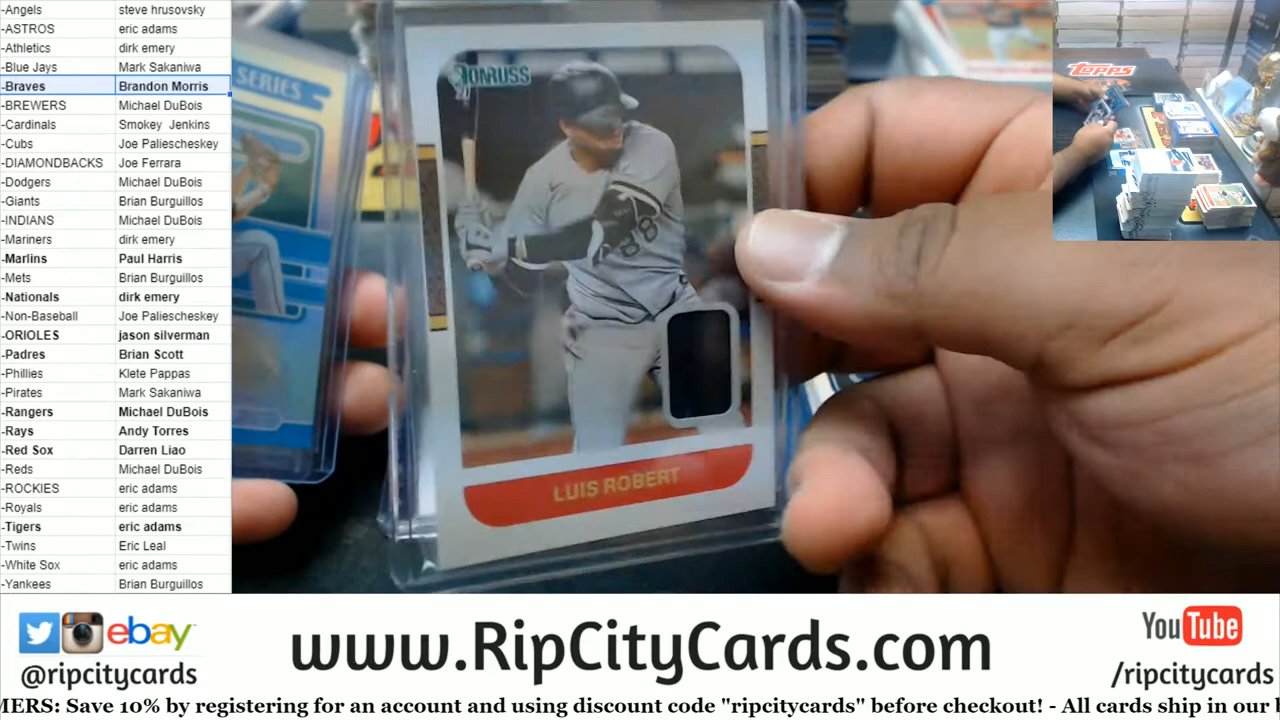 -Angels steve hrusovsky
-ASTROS eric adams
-Athletics dirk emery
-Blue Jays Mark Sakaniwa
-Braves Brandon Morris
-BREWERS Michael DuBois
-Cardinals Smokey Jenkins
-Cubs Joe Paliescheskey
-DIAMONDBACKS Joe Ferrara
-Dodgers Michael DuBois
-Giants Brian Burguillos
-INDIANS Michael DuBois
-Mariners dirk emery
-Marlins Paul Harris
-Mets Brian Burguillos
-Nationals dirk emery
-Non-Baseball Joe Paliescheskey
-ORIOLES jason silverman
-Padres Brian Scott
-Phillies Klete Pappas
-Pirates Mark Sakaniwa
-Rangers Michael DuBois
-Rays Andy Torres
-Red Sox Darren Liao
-Reds Michael DuBois
-ROCKIES eric adams
-Royals eric adams
-Tigers eric adams
-Twins Eric Leal
-White Sox eric adams
-Yankees Brian Burguillos
SERIES
DONRUSS
88
LUIS ROBERT
Topps
ebay
@ripcitycards
www.RipCityCards.com
YouTube
/ripcitycards
MERS: Save 10% by registering for an account and using discount code "ripcitycards" before checkout! - All cards ship in our